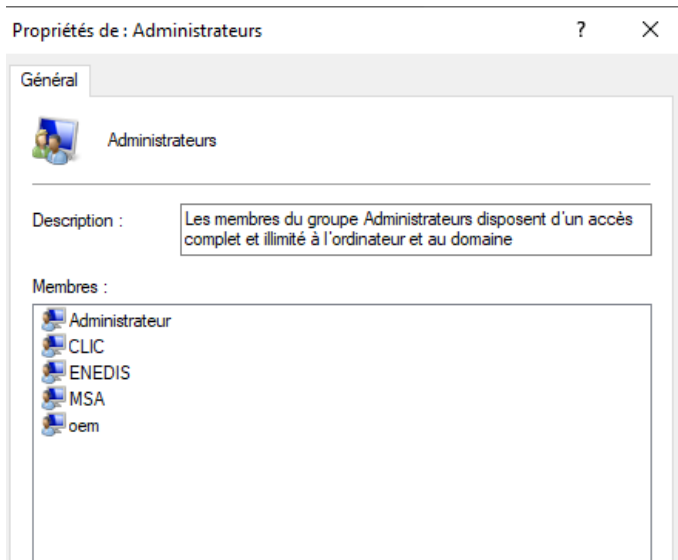 Propriétés de : Administrateurs ? ✕
Général
Administrateurs
Description :
Les membres du groupe Administrateurs disposent d'un accès
complet et illimité à l'ordinateur et au domaine
Membres :
Administrateur
CLIC
ENEDIS
MSA
oem